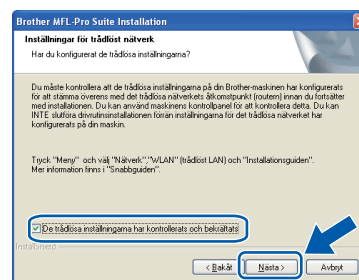 Brother MFL-Pro Suite Installation
Inställningar för trådlöst nätverk
Har du konfigurerat de trådlösa inställningarna?
Du måste kontrollera att de trådlösa inställningarna på din Brother-maskinen har konfigurerats
för att stämma överens med det trådlösa nätverkets åtkomstpunkt (routern) innan du fortsätter
med installationen. Du kan använd maskinens kontrollpanel för att kontrollera detta. Du kan
INTE slutföra drivrutinsinstallationen förrän inställningarna för det trådlösa nätverket har
konfigurerats på din maskin.
Tryck "Meny" och välj "Nätverk","WLAN" (trådlöst LAN) och "Installationsguiden".
Mer information finns i "Snabbguiden".
De trådlösa inställningarna har kontrollerats och bekräftats
InstallShield
< Bakåt
Nästa >
Avbryt